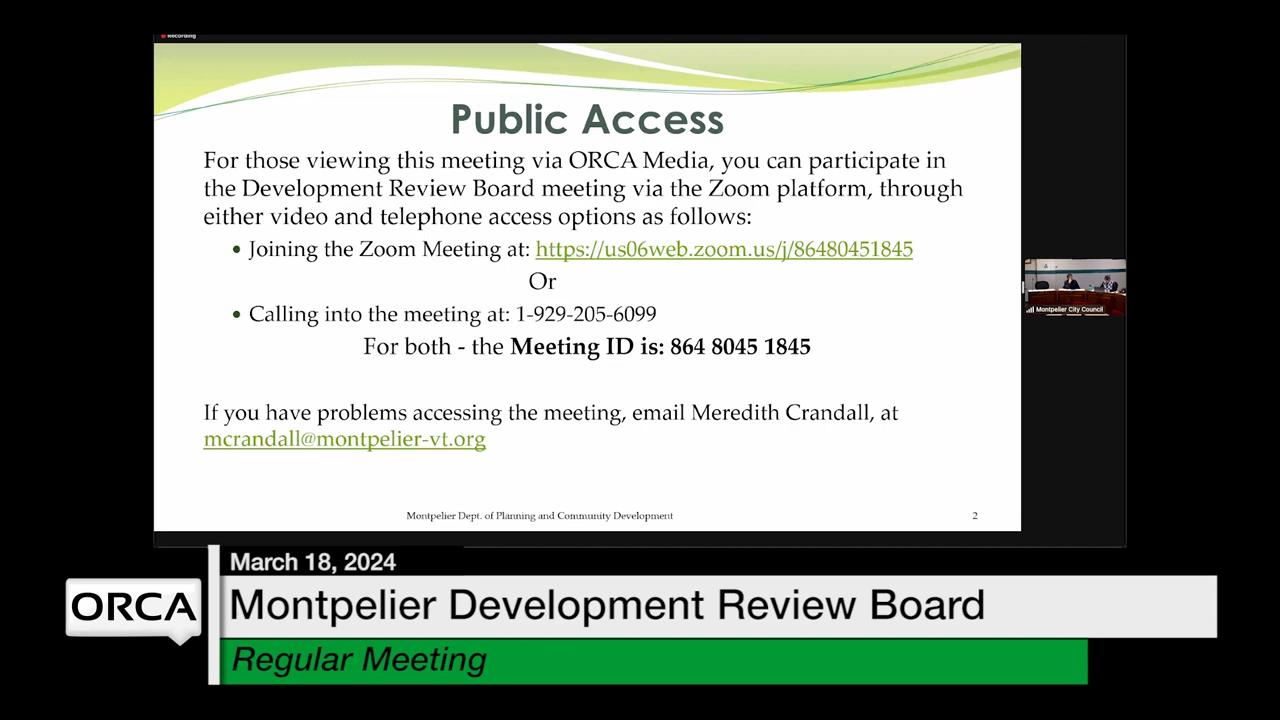 Recording
Public Access
For those viewing this meeting via ORCA Media, you can participate in
the Development Review Board meeting via the Zoom platform, through
either video and telephone access options as follows:
• Joining the Zoom Meeting at: https://us06web.zoom.us/j/86480451845
Or
• Calling into the meeting at: 1-929-205-6099
For both - the Meeting ID is: 864 8045 1845
If you have problems accessing the meeting, email Meredith Crandall, at
mcrandall@montpelier-vt.org
Montpelier Dept. of Planning and Community Development 2
Montpelier City Council
March 18, 2024
ORCA
Montpelier Development Review Board
Regular Meeting